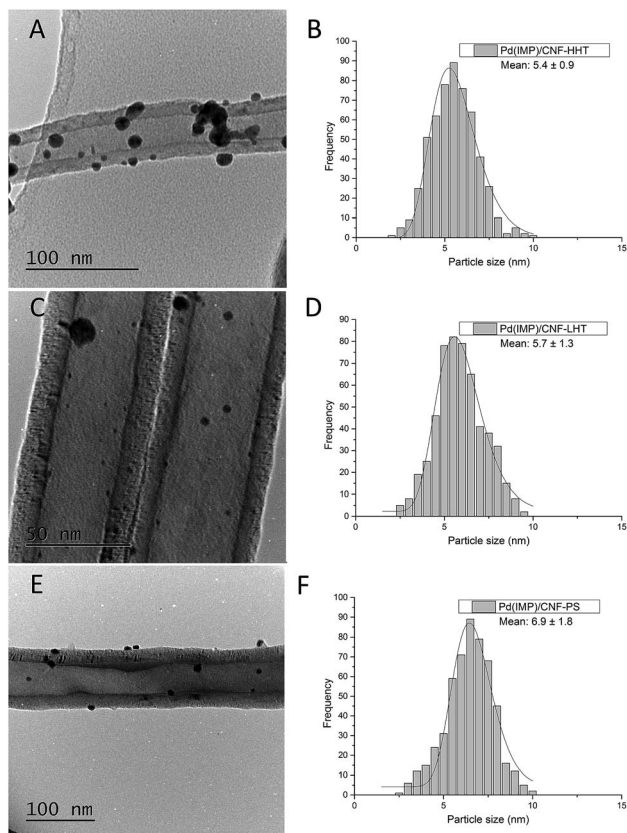 A
100 nm
B
Pd(IMP)/CNF-HHT
Mean: 5.4 ± 0.9
100
90
80
70
60
50
40
30
20
10
0
Frequency
0 5 10 15
Particle size (nm)
C
50 nm
D
Pd(IMP)/CNF-LHT
Mean: 5.7 ± 1.3
90
80
70
60
50
40
30
20
10
0
Frequency
0 5 10 15
Particle size (nm)
E
100 nm
F
Pd(IMP)/CNF-PS
Mean: 6.9 ± 1.8
100
90
80
70
60
50
40
30
20
10
0
Frequency
0 5 10 15
Particle size (nm)